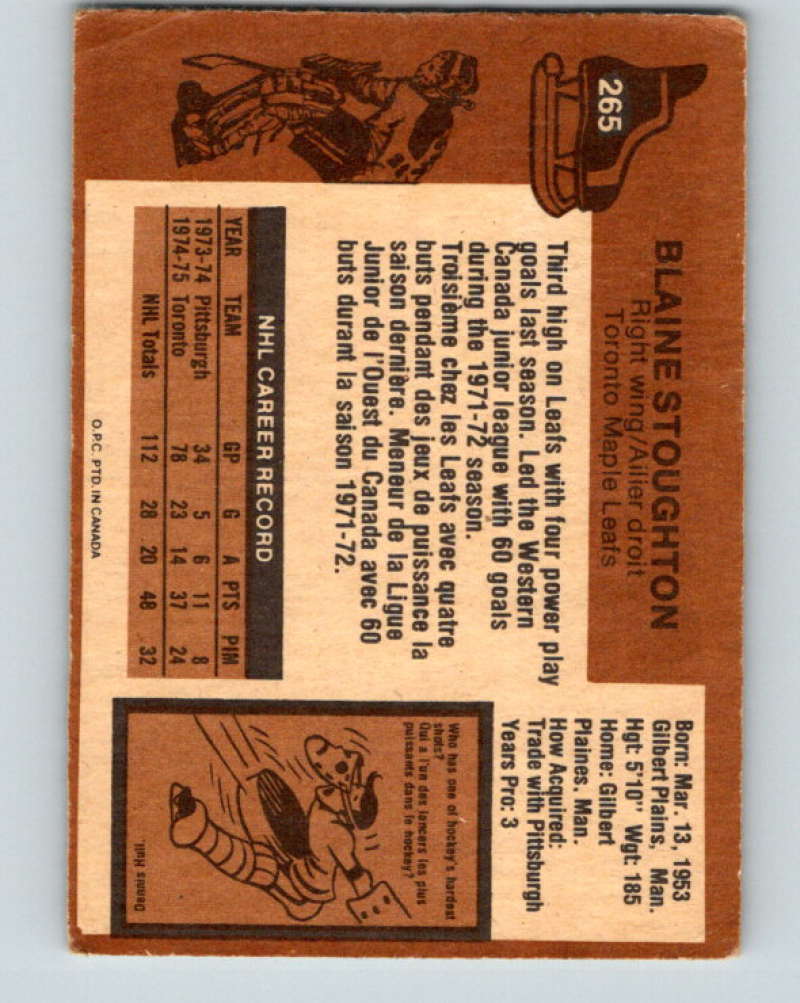 265
BLAINE STOUGHTON
Right wing/Ailier droit
Toronto Maple Leafs
Born: Mar. 13, 1953
Gilbert Plains, Man.
Hgt: 5'10" Wgt: 185
Home: Gilbert
Plaines. Man.
How Acquired:
Trade with Pittsburgh
Years Pro: 3
Third high on Leafs with four power play
goals last season. Led the Western
Canada junior league with 60 goals
during the 1971-72 season.
Troisième chez les Leafs avec quatre
buts pendant des jeux de puissance la
saison dernière. Meneur de la Ligue
Junior de l'Ouest du Canada avec 60
buts durant la saison 1971-72.
NHL CAREER RECORD
YEAR TEAM GP G A PTS PIM
1973-74 Pittsburgh 34 5 6 11 8
1974-75 Toronto 78 23 14 37 24
NHL Totals 112 28 20 48 32
Who has one of hockey's hardest
shots?
Qui a l'un des lancers les plus
puissants dans le hockey?
Dennis Hull.
O.P.C. PTD. IN CANADA